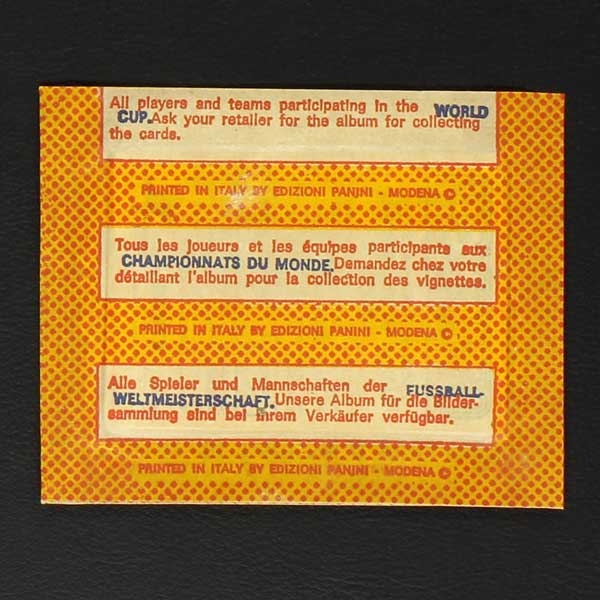 All players and teams participating in the WORLD
CUP. Ask your retailer for the album for collecting
the cards.
PRINTED IN ITALY BY EDIZIONI PANINI - MODENA ©
Tous les joueurs et les équipes participants aux
CHAMPIONNATS DU MONDE. Demandez chez votre
détaillant l'album pour la collection des vignettes.
PRINTED IN ITALY BY EDIZIONI PANINI - MODENA ©
Alle Spieler und Mannschaften der FUSSBALL-
WELTMEISTERSCHAFT. Unsere Album für die Bilder-
sammlung sind bei Ihrem Verkäufer verfügbar.
PRINTED IN ITALY BY EDIZIONI PANINI - MODENA ©